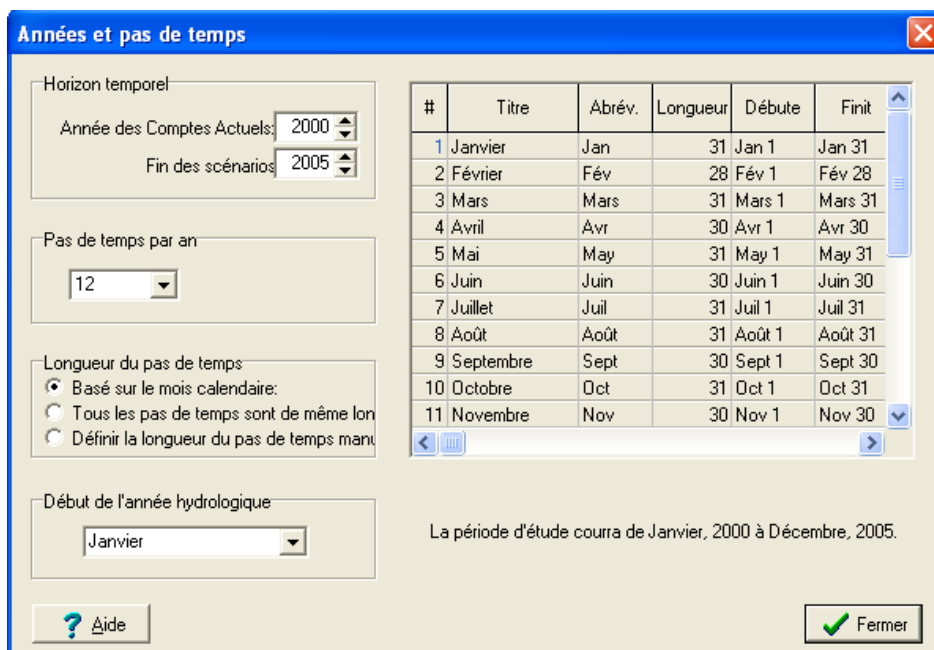 Années et pas de temps
Horizon temporel
Année des Comptes Actuels: 2000
Fin des scénarios 2005
Pas de temps par an
12
Longueur du pas de temps
Basé sur le mois calendaire:
Tous les pas de temps sont de même lon
Définir la longueur du pas de temps manu
Début de l'année hydrologique
Janvier
# Titre Abrév. Longueur Débute Finit
1 Janvier Jan 31 Jan 1 Jan 31
2 Février Fév 28 Fév 1 Fév 28
3 Mars Mars 31 Mars 1 Mars 31
4 Avril Avr 30 Avr 1 Avr 30
5 Mai May 31 May 1 May 31
6 Juin Juin 30 Juin 1 Juin 30
7 Juillet Juil 31 Juil 1 Juil 31
8 Août Août 31 Août 1 Août 31
9 Septembre Sept 30 Sept 1 Sept 30
10 Octobre Oct 31 Oct 1 Oct 31
11 Novembre Nov 30 Nov 1 Nov 30
La période d'étude courra de Janvier, 2000 à Décembre, 2005.
? Aide
Fermer